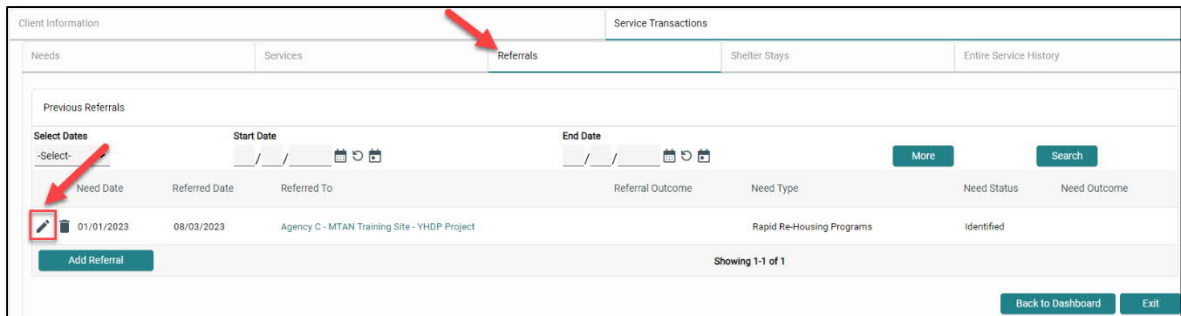 Client Information Service Transactions
Needs Services Referrals Shelter Stays Entire Service History
Previous Referrals
Select Dates Start Date End Date
-Select- / / / / More Search
Need Date Referred Date Referred To Referral Outcome Need Type Need Status Need Outcome
01/01/2023 08/03/2023 Agency C - MTAN Training Site - YHDP Project Rapid Re-Housing Programs Identified
Add Referral Showing 1-1 of 1
Back to Dashboard Exit